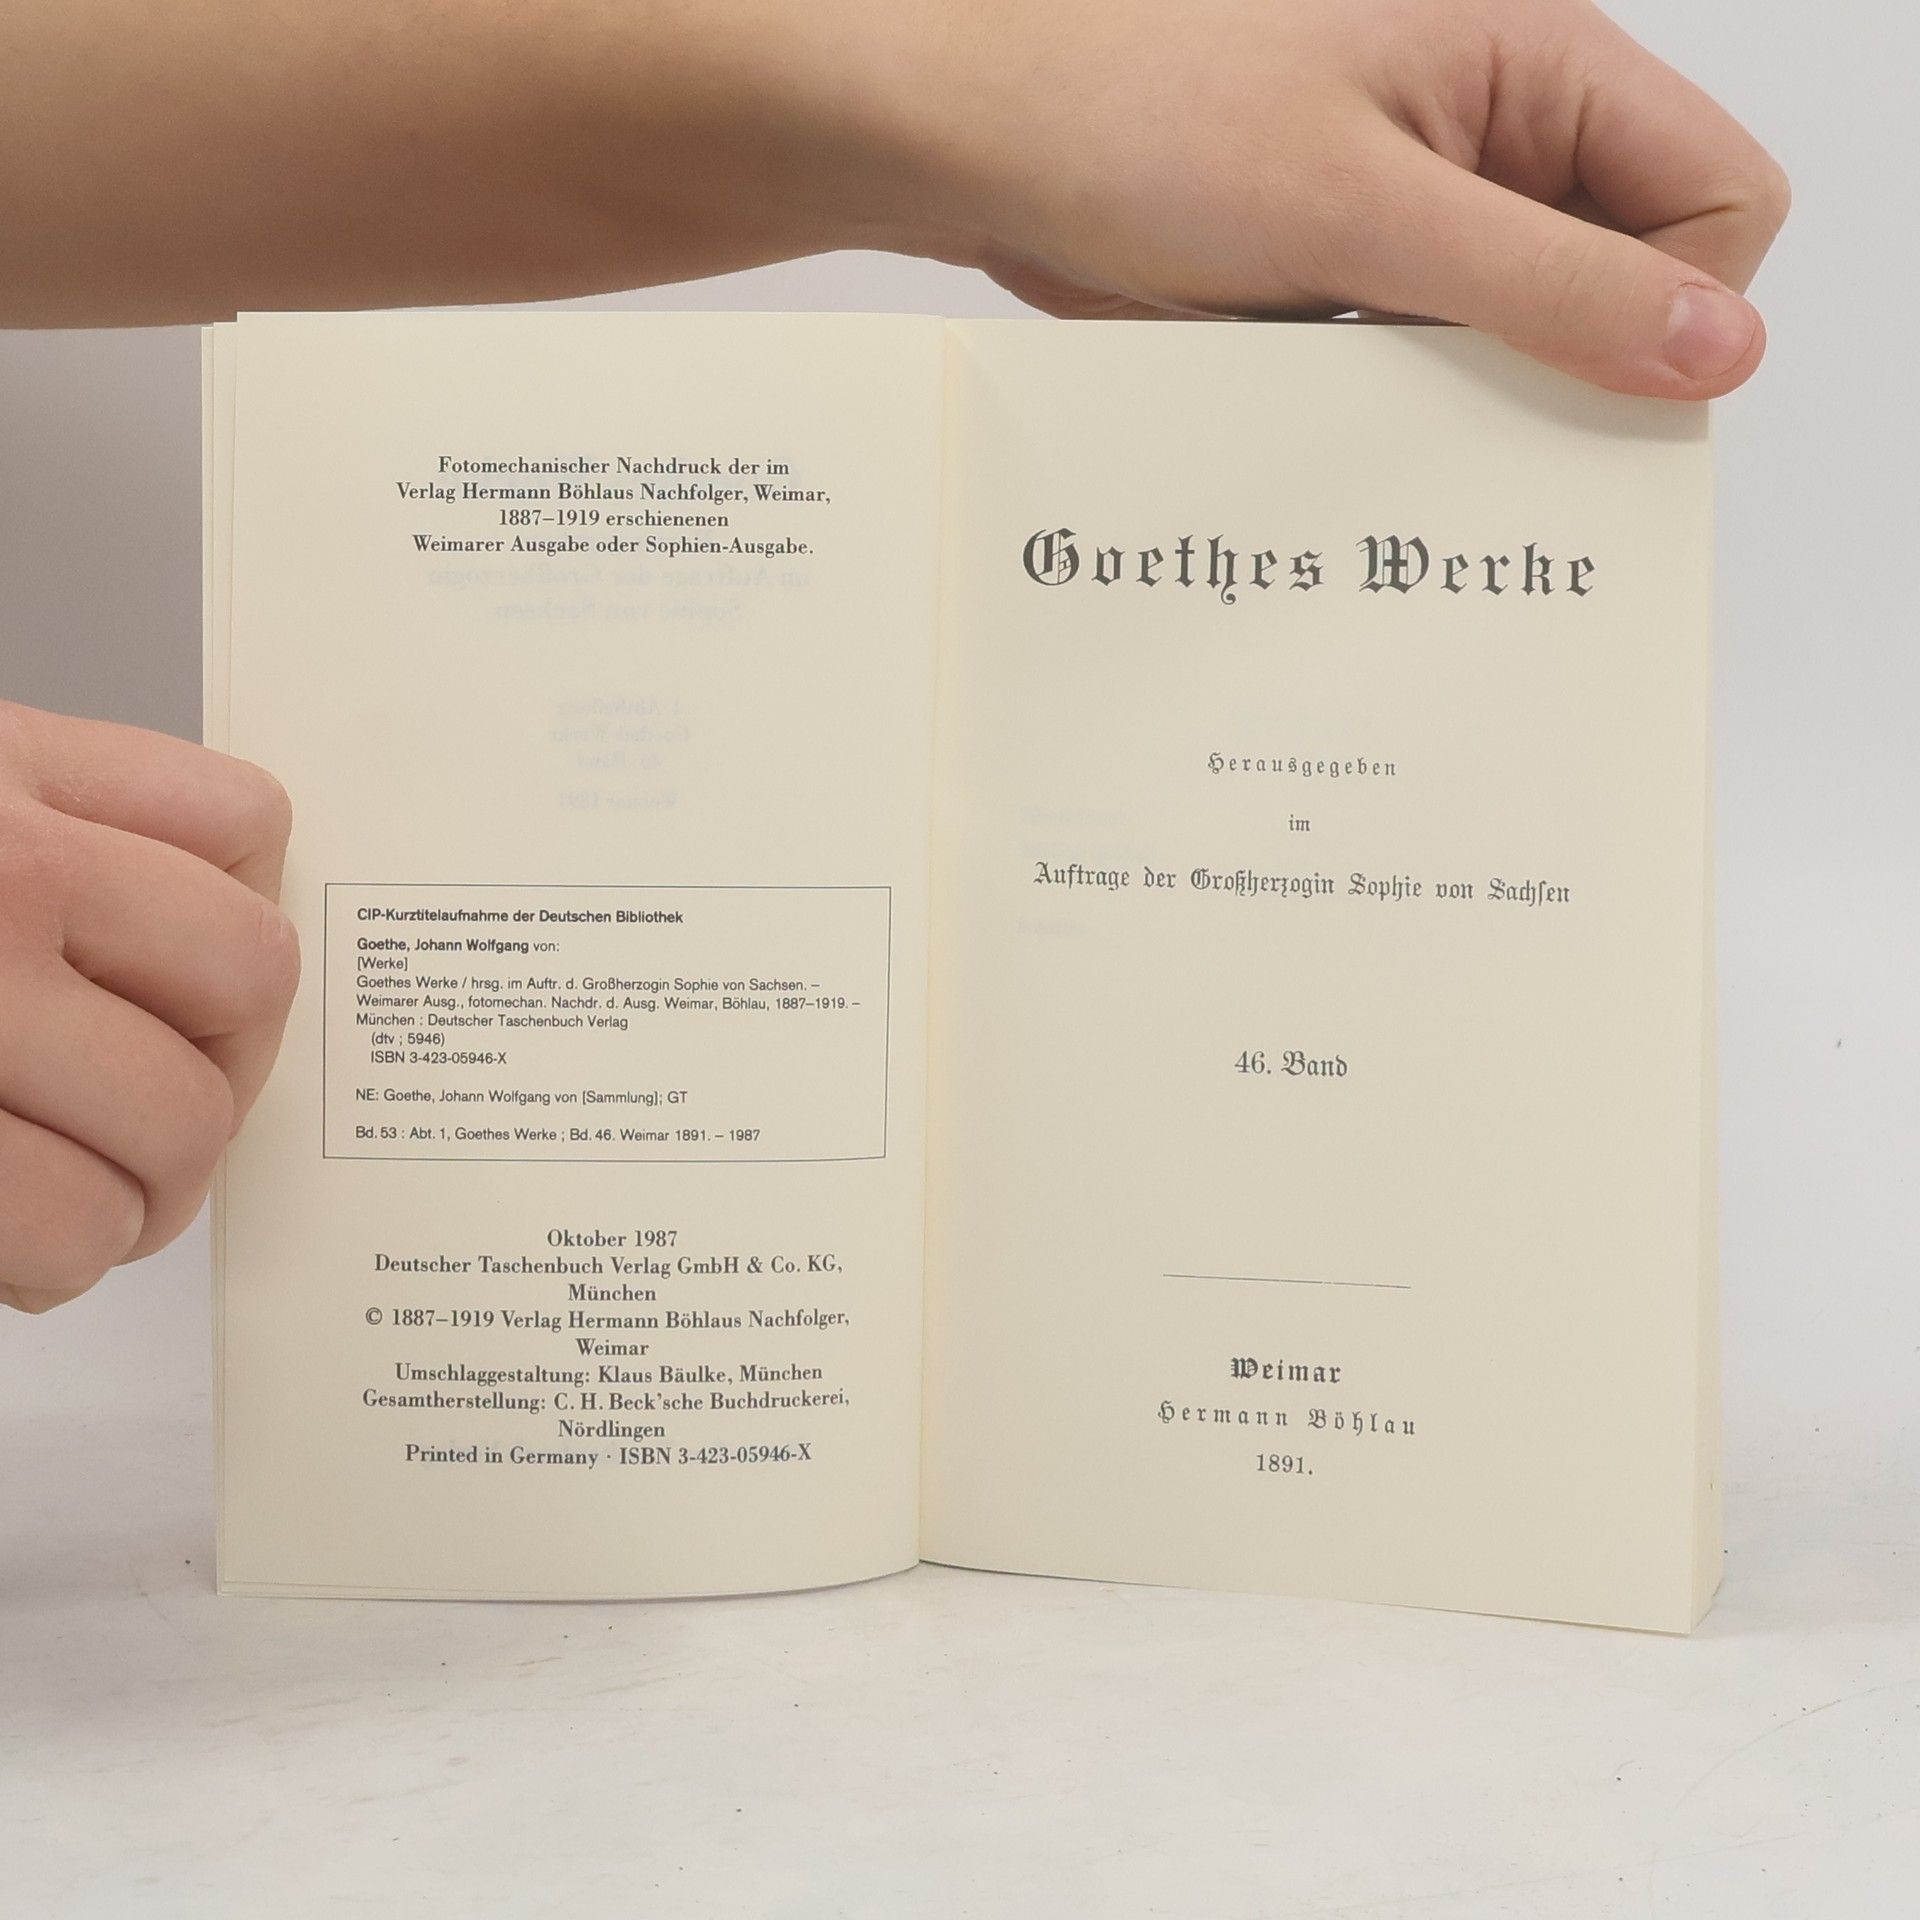 Fotomechanischer Nachdruck der im
Verlag Hermann Böhlaus Nachfolger, Weimar,
1887–1919 erschienenen
Weimarer Ausgabe oder Sophien-Ausgabe.
CIP-Kurztitelaufnahme der Deutschen Bibliothek
Goethe, Johann Wolfgang von:
[Werke]
Goethes Werke / hrsg. im Auftr. d. Großherzogin Sophie von Sachsen. –
Weimarer Ausg., fotomechan. Nachdr. d. Ausg. Weimar, Böhlau, 1887–1919. –
München : Deutscher Taschenbuch Verlag
(dtv ; 5946)
ISBN 3-423-05946-X
NE: Goethe, Johann Wolfgang von [Sammlung]; GT
Bd. 53 : Abt. 1, Goethes Werke ; Bd. 46. Weimar 1891. – 1987
Oktober 1987
Deutscher Taschenbuch Verlag GmbH & Co. KG,
München
© 1887–1919 Verlag Hermann Böhlaus Nachfolger,
Weimar
Umschlaggestaltung: Klaus Bäulke, München
Gesamtherstellung: C. H. Beck'sche Buchdruckerei,
Nördlingen
Printed in Germany · ISBN 3-423-05946-X
Goethes Werke
Herausgegeben
im
Auftrage der Großherzogin Sophie von Sachſen
46. Band
Weimar
Hermann Böhlau
1891.